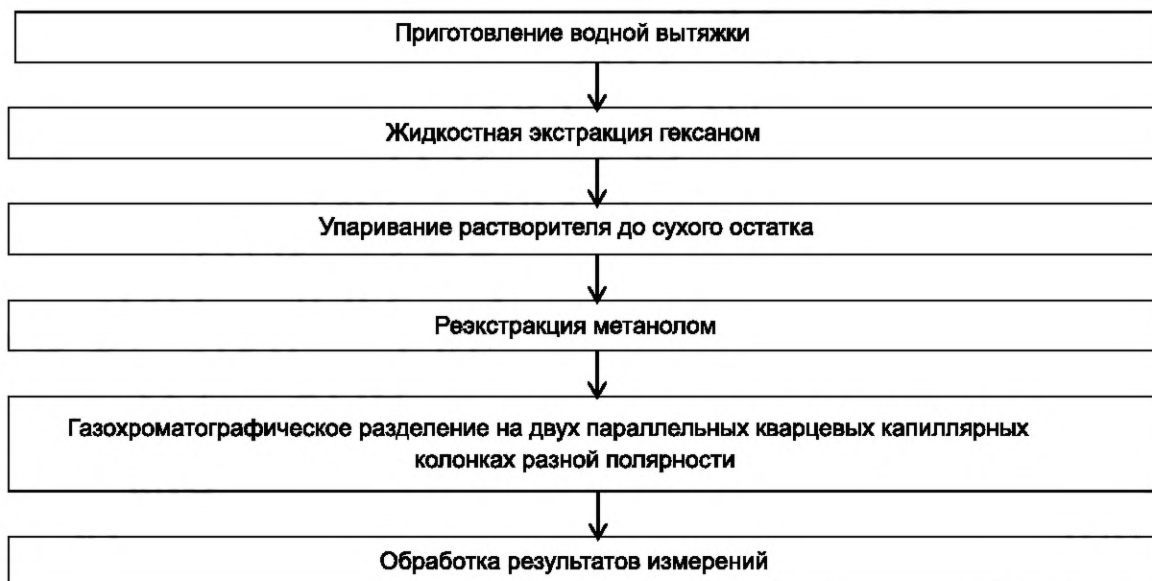 Приготовление водной вытяжки
Жидкостная экстракция гексаном
Упаривание растворителя до сухого остатка
Реэкстракция метанолом
Газохроматографическое разделение на двух параллельных кварцевых капиллярных
колонках разной полярности
Обработка результатов измерений